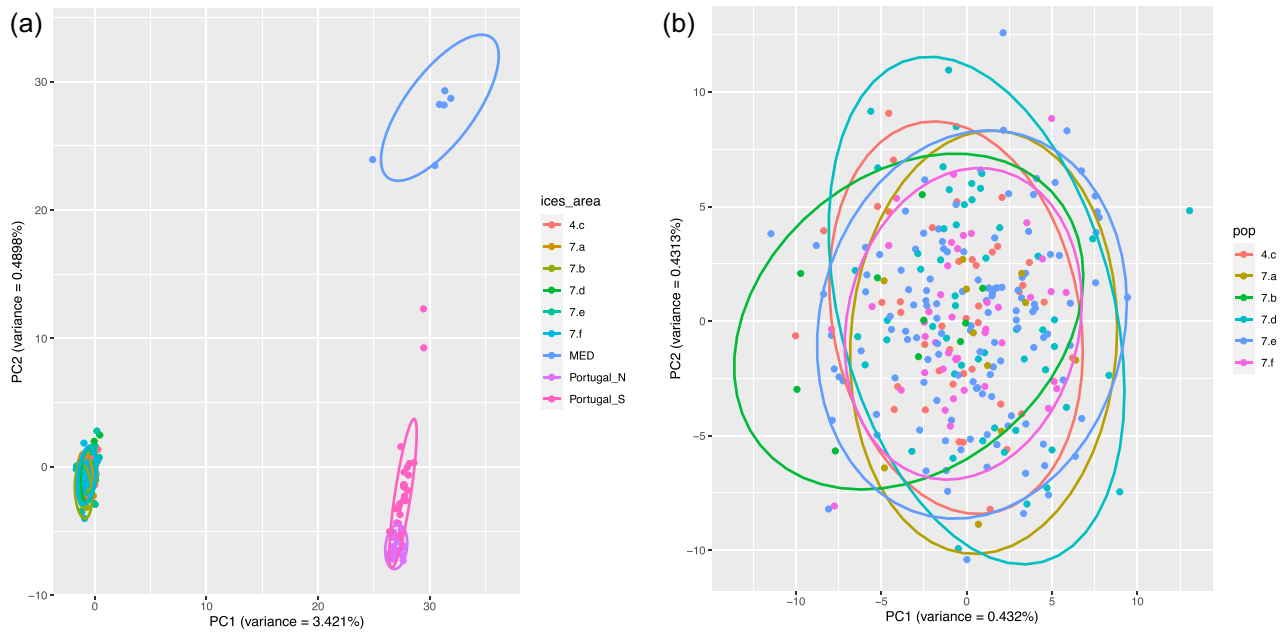 (a)
30
20
10
0
−10
0
10
20
30
PC2 (variance = 0.4898%)
PC1 (variance = 3.421%)
ices_area
4.c
7.a
7.b
7.d
7.e
7.f
MED
Portugal_N
Portugal_S
(b)
10
5
0
−5
−10
−10
−5
0
5
10
PC2 (variance = 0.4313%)
PC1 (variance = 0.432%)
pop
4.c
7.a
7.b
7.d
7.e
7.f